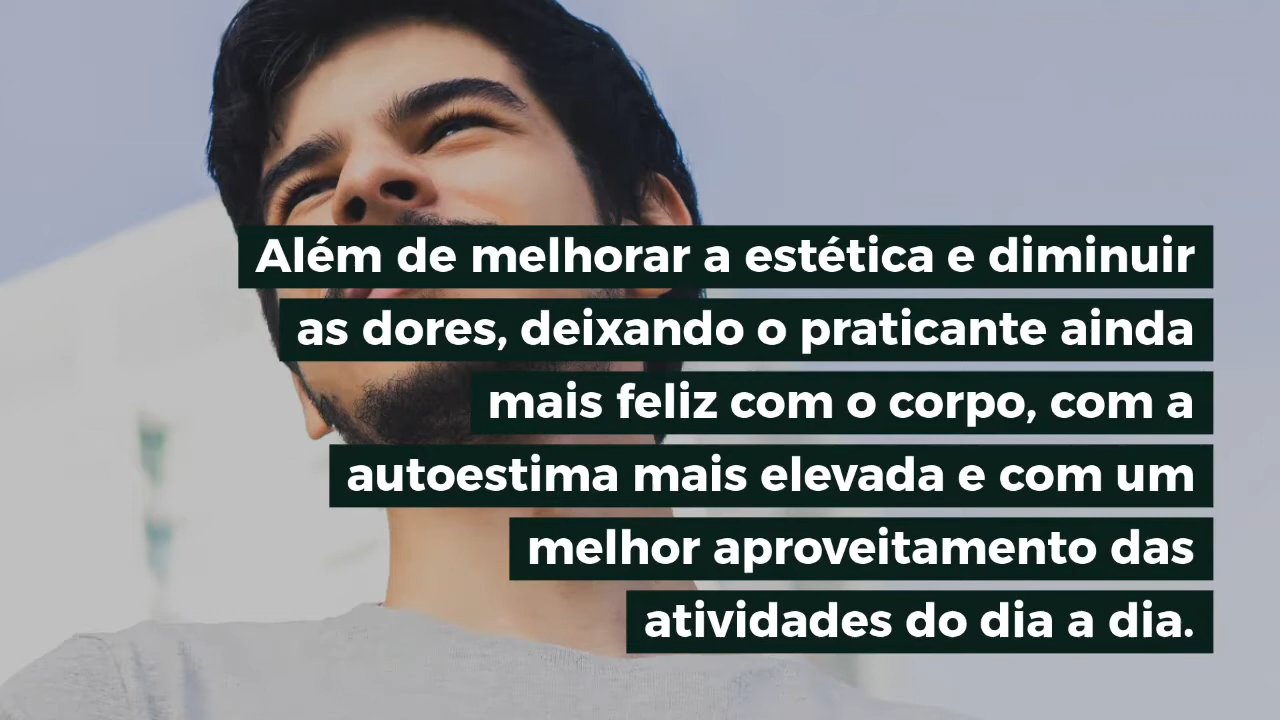 Além de melhorar a estética e diminuir
as dores, deixando o praticante ainda
mais feliz com o corpo, com a
autoestima mais elevada e com um
melhor aproveitamento das
atividades do dia a dia.